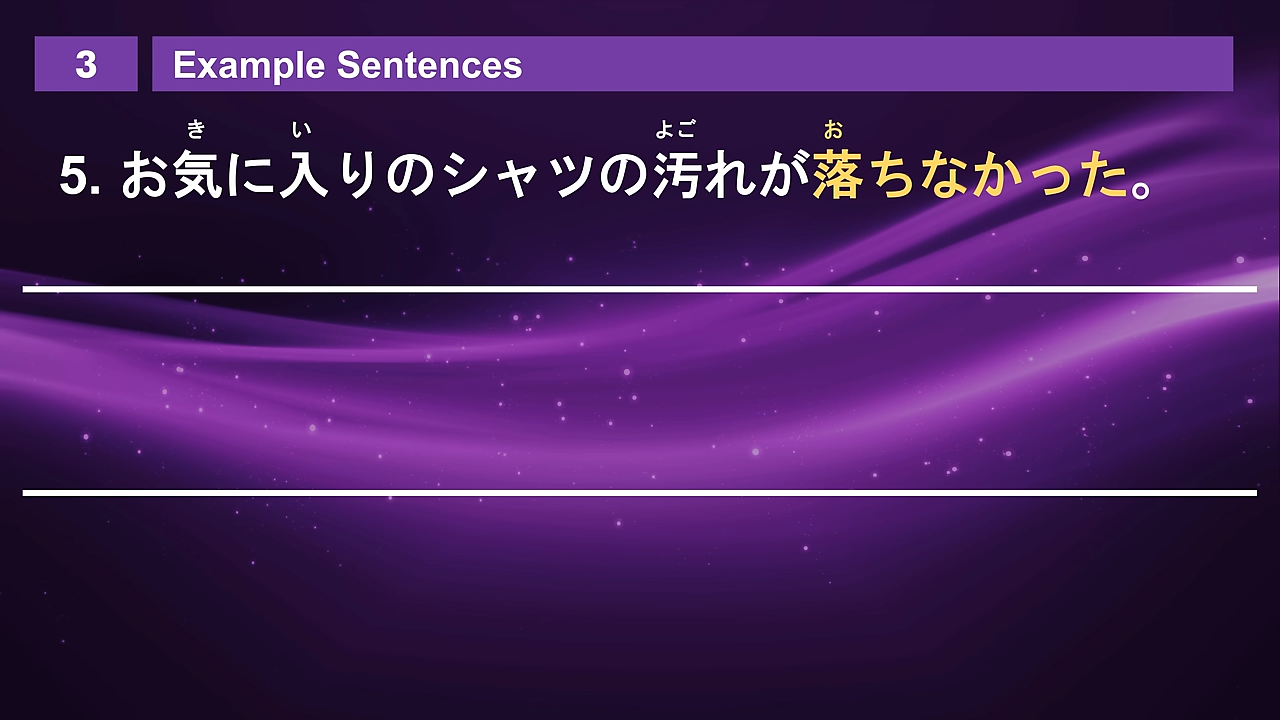 3 Example Sentences
き い よご お
5. お気に入りのシャツの汚れが落ちなかった。